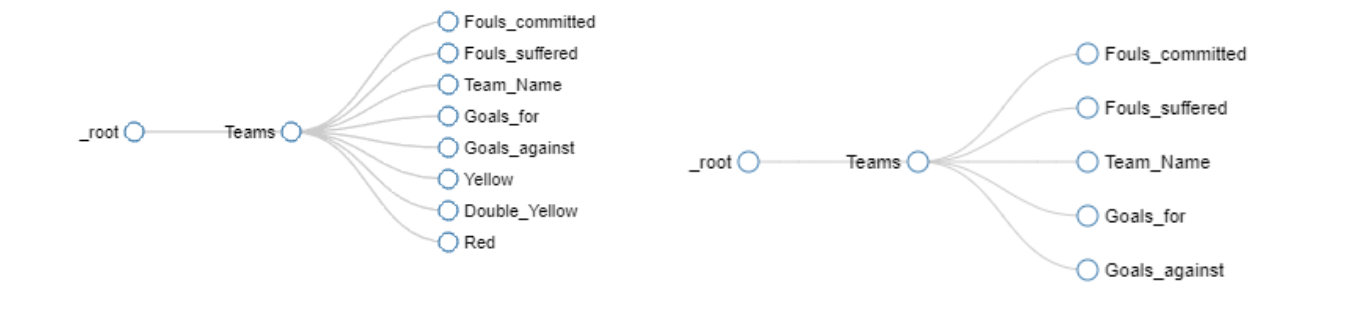 _root
Teams
Fouls_committed
Fouls_suffered
Team_Name
Goals_for
Goals_against
Yellow
Double_Yellow
Red
_root
Teams
Fouls_committed
Fouls_suffered
Team_Name
Goals_for
Goals_against